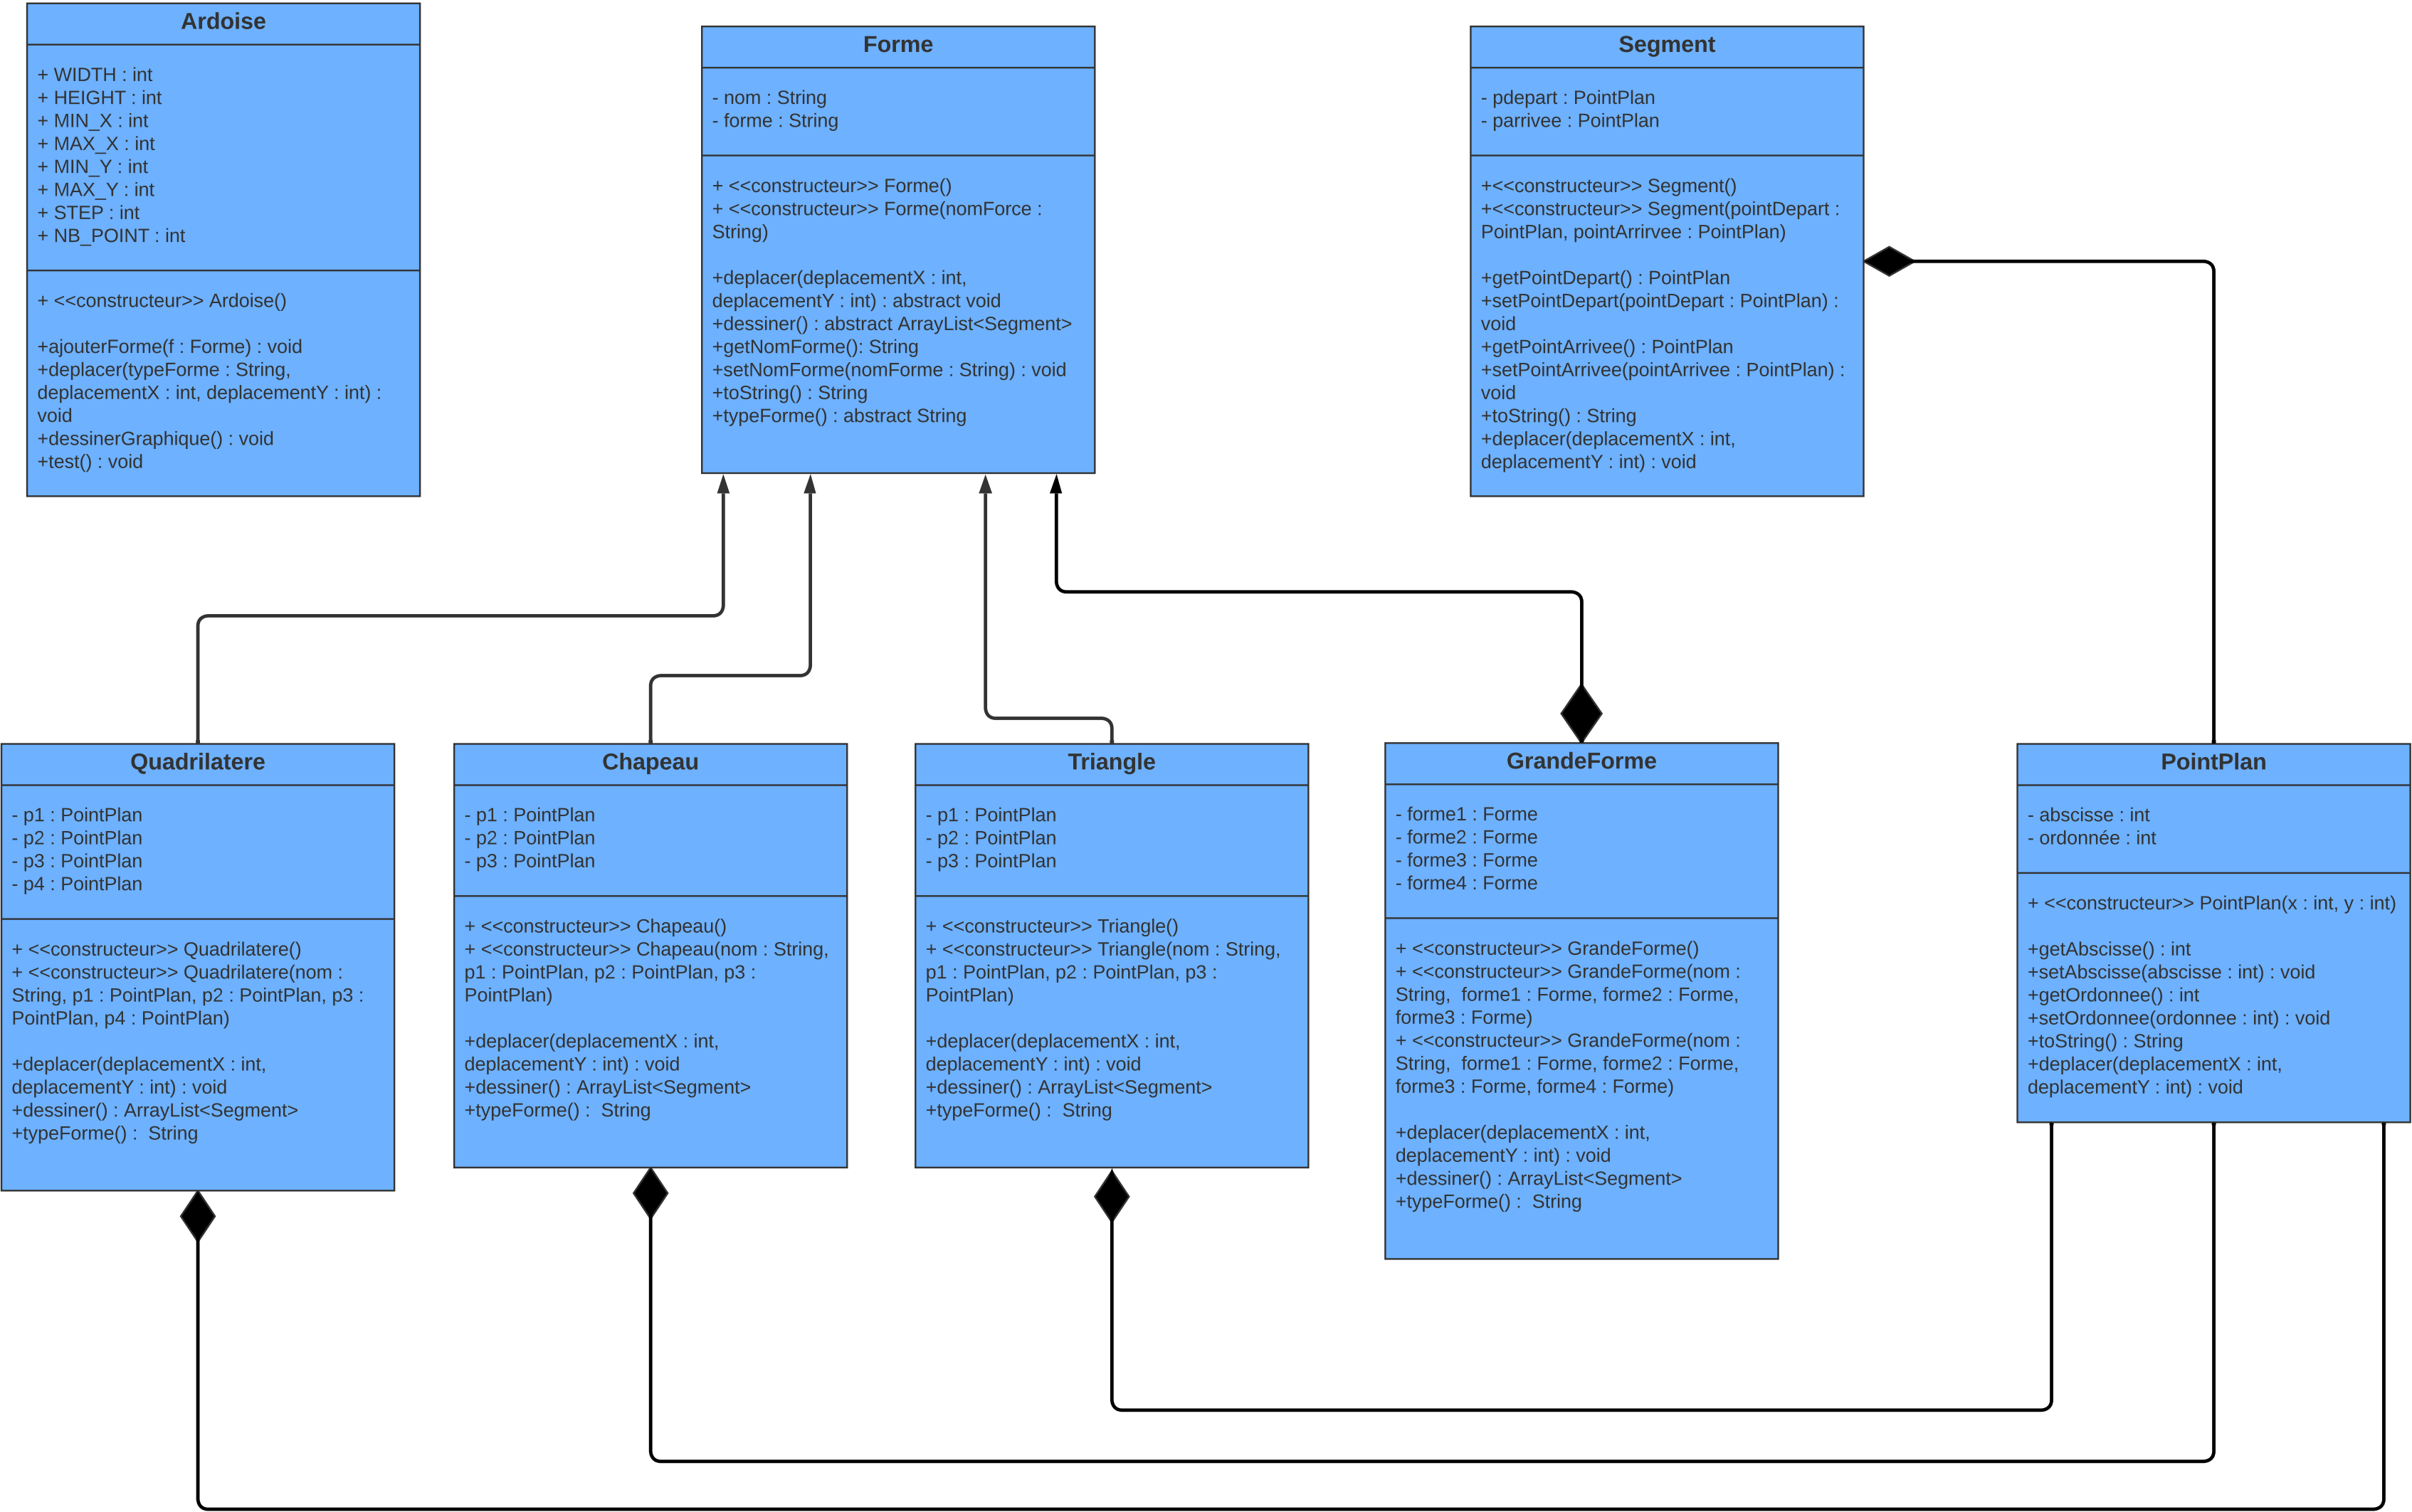 Ardoise
+ WIDTH : int
+ HEIGHT : int
+ MIN_X : int
+ MAX_X : int
+ MIN_Y : int
+ MAX_Y : int
+ STEP : int
+ NB_POINT : int
+ <<constructeur>> Ardoise()
+ajouterForme(f : Forme) : void
+deplacer(typeForme : String,
deplacementX : int, deplacementY : int) :
void
+dessinerGraphique() : void
+test() : void
Forme
- nom : String
- forme : String
+ <<constructeur>> Forme()
+ <<constructeur>> Forme(nomForce :
String)
+deplacer(deplacementX : int,
deplacementY : int) : abstract void
+dessiner() : abstract ArrayList<Segment>
+getNomForme(): String
+setNomForme(nomForme : String) : void
+toString() : String
+typeForme() : abstract String
Segment
- pdepart : PointPlan
- parrivee : PointPlan
+<<constructeur>> Segment()
+<<constructeur>> Segment(pointDepart :
PointPlan, pointArrirvee : PointPlan)
+getPointDepart() : PointPlan
+setPointDepart(pointDepart : PointPlan) :
void
+getPointArrivee() : PointPlan
+setPointArrivee(pointArrivee : PointPlan) :
void
+toString() : String
+deplacer(deplacementX : int,
deplacementY : int) : void
Quadrilatere
- p1 : PointPlan
- p2 : PointPlan
- p3 : PointPlan
- p4 : PointPlan
+ <<constructeur>> Quadrilatere()
+ <<constructeur>> Quadrilatere(nom :
String, p1 : PointPlan, p2 : PointPlan, p3 :
PointPlan, p4 : PointPlan)
+deplacer(deplacementX : int,
deplacementY : int) : void
+dessiner() : ArrayList<Segment>
+typeForme() :  String
Chapeau
- p1 : PointPlan
- p2 : PointPlan
- p3 : PointPlan
+ <<constructeur>> Chapeau()
+ <<constructeur>> Chapeau(nom : String,
p1 : PointPlan, p2 : PointPlan, p3 :
PointPlan)
+deplacer(deplacementX : int,
deplacementY : int) : void
+dessiner() : ArrayList<Segment>
+typeForme() :  String
Triangle
- p1 : PointPlan
- p2 : PointPlan
- p3 : PointPlan
+ <<constructeur>> Triangle()
+ <<constructeur>> Triangle(nom : String,
p1 : PointPlan, p2 : PointPlan, p3 :
PointPlan)
+deplacer(deplacementX : int,
deplacementY : int) : void
+dessiner() : ArrayList<Segment>
+typeForme() :  String
GrandeForme
- forme1 : Forme
- forme2 : Forme
- forme3 : Forme
- forme4 : Forme
+ <<constructeur>> GrandeForme()
+ <<constructeur>> GrandeForme(nom :
String,  forme1 : Forme, forme2 : Forme,
forme3 : Forme)
+ <<constructeur>> GrandeForme(nom :
String,  forme1 : Forme, forme2 : Forme,
forme3 : Forme, forme4 : Forme)
+deplacer(deplacementX : int,
deplacementY : int) : void
+dessiner() : ArrayList<Segment>
+typeForme() :  String
PointPlan
- abscisse : int
- ordonnée : int
+ <<constructeur>> PointPlan(x : int, y : int)
+getAbscisse() : int
+setAbscisse(abscisse : int) : void
+getOrdonnee() : int
+setOrdonnee(ordonnee : int) : void
+toString() : String
+deplacer(deplacementX : int,
deplacementY : int) : void